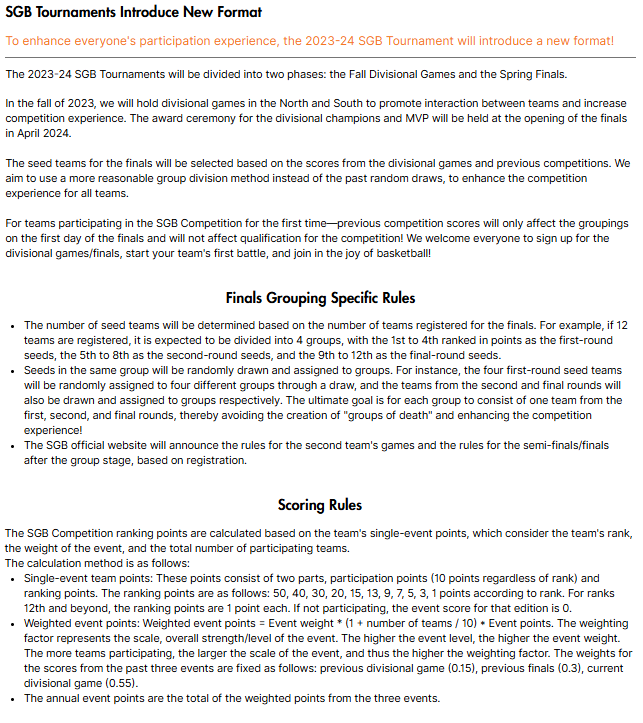 SGB Tournaments Introduce New Format
To enhance everyone's participation experience, the 2023-24 SGB Tournament will introduce a new format!
The 2023-24 SGB Tournaments will be divided into two phases: the Fall Divisional Games and the Spring Finals.
In the fall of 2023, we will hold divisional games in the North and South to promote interaction between teams and increase
competition experience. The award ceremony for the divisional champions and MVP will be held at the opening of the finals
in April 2024.
The seed teams for the finals will be selected based on the scores from the divisional games and previous competitions. We
aim to use a more reasonable group division method instead of the past random draws, to enhance the competition
experience for all teams.
For teams participating in the SGB Competition for the first time—previous competition scores will only affect the groupings
on the first day of the finals and will not affect qualification for the competition! We welcome everyone to sign up for the
divisional games/finals, start your team's first battle, and join in the joy of basketball!
Finals Grouping Specific Rules
• The number of seed teams will be determined based on the number of teams registered for the finals. For example, if 12
teams are registered, it is expected to be divided into 4 groups, with the 1st to 4th ranked in points as the first-round
seeds, the 5th to 8th as the second-round seeds, and the 9th to 12th as the final-round seeds.
• Seeds in the same group will be randomly drawn and assigned to groups. For instance, the four first-round seed teams
will be randomly assigned to four different groups through a draw, and the teams from the second and final rounds will
also be drawn and assigned to groups respectively. The ultimate goal is for each group to consist of one team from the
first, second, and final rounds, thereby avoiding the creation of "groups of death" and enhancing the competition
experience!
• The SGB official website will announce the rules for the second team's games and the rules for the semi-finals/finals
after the group stage, based on registration.
Scoring Rules
The SGB Competition ranking points are calculated based on the team's single-event points, which consider the team's rank,
the weight of the event, and the total number of participating teams.
The calculation method is as follows:
• Single-event team points: These points consist of two parts, participation points (10 points regardless of rank) and
ranking points. The ranking points are as follows: 50, 40, 30, 20, 15, 13, 9, 7, 5, 3, 1 points according to rank. For ranks
12th and beyond, the ranking points are 1 point each. If not participating, the event score for that edition is 0.
• Weighted event points: Weighted event points = Event weight * (1 + number of teams / 10) * Event points. The weighting
factor represents the scale, overall strength/level of the event. The higher the event level, the higher the event weight.
The more teams participating, the larger the scale of the event, and thus the higher the weighting factor. The weights for
the scores from the past three events are fixed as follows: previous divisional game (0.15), previous finals (0.3), current
divisional game (0.55).
• The annual event points are the total of the weighted points from the three events.